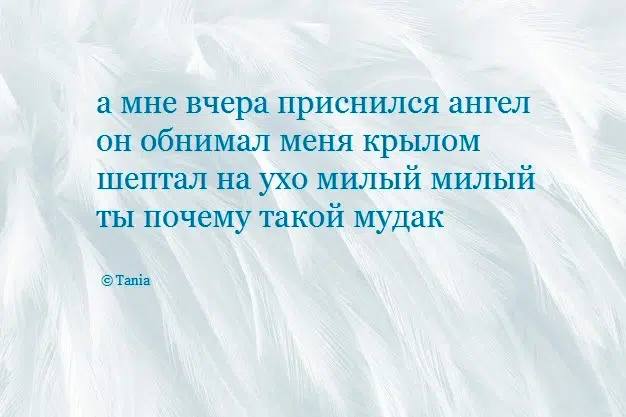 а мне вчера приснился ангел
он обнимал меня крылом
шептал на ухо милый милый
ты почему такой мудак
© Tania